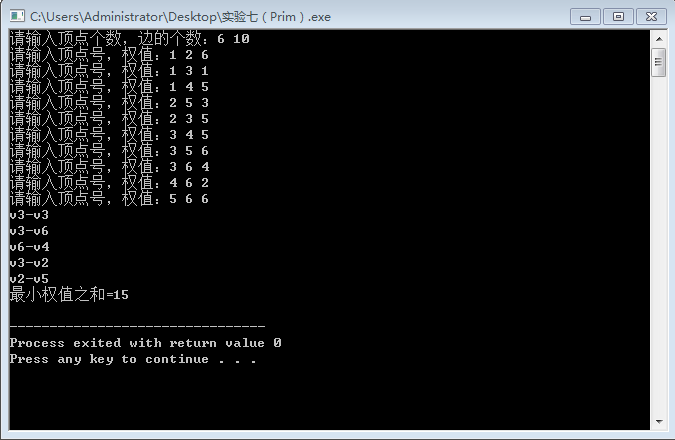 C:\Users\Administrator\Desktop\实验七（Prim）.exe
请输入顶点个数，边的个数：6 10
请输入顶点号，权值：1 2 6
请输入顶点号，权值：1 3 1
请输入顶点号，权值：1 4 5
请输入顶点号，权值：2 5 3
请输入顶点号，权值：2 3 5
请输入顶点号，权值：3 4 5
请输入顶点号，权值：3 5 6
请输入顶点号，权值：3 6 4
请输入顶点号，权值：4 6 2
请输入顶点号，权值：5 6 6
v3-v3
v3-v6
v6-v4
v3-v2
v2-v5
最小权值之和=15
--------------------------------
Process exited with return value 0
Press any key to continue . . .